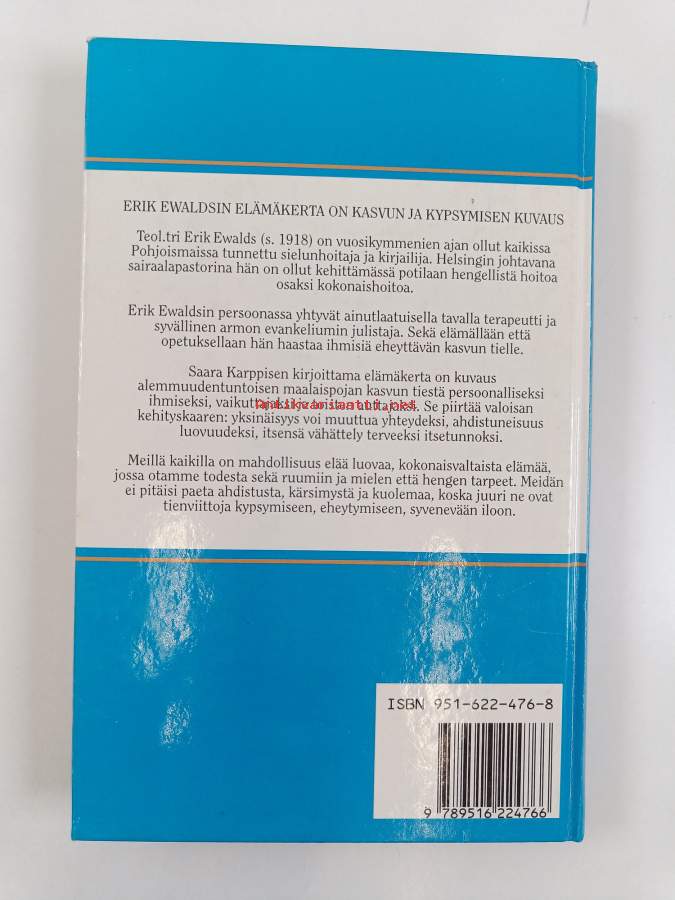 ERIK EWALDSIN ELÄMÄKERTA ON KASVUN JA KYPSYMISEN KUVAUS
Teol.tri Erik Ewalds (s. 1918) on vuosikymmenien ajan ollut kaikissa
Pohjoismaissa tunnettu sielunhoitaja ja kirjailija. Helsingin johtavana
sairaalapastorina hän on ollut kehittämässä potilaan hengellistä hoitoa
osaksi kokonaishoitoa.
Erik Ewaldsin persoonassa yhtyvät ainutlaatuisella tavalla terapeutti ja
syvällinen armon evankeliumin julistaja. Sekä elämällään että
opetuksellaan hän haastaa ihmisiä eheyttävän kasvun tielle.
Saara Karppisen kirjoittama elämäkerta on kuvaus
alemmuudentuntoisen maalaispojan kasvun tiestä persoonalliseksi
ihmiseksi, vaikuttajaksi ja Se piirtää valoisan
kehityskaaren: yksinäisyys voi muuttua yhteydeksi, ahdistuneisuus
luovuudeksi, itsensä vähättely terveeksi itsetunnoksi.
Meillä kaikilla on mahdollisuus elää luovaa, kokonaisvaltaista elämää,
jossa otamme todesta sekä ruumiin ja mielen että hengen tarpeet. Meidän
ei pitäisi paeta ahdistusta, kärsimystä ja kuolemaa, koska juuri ne ovat
tienviittoja kypsymiseen, eheytymiseen, syvenevään iloon.
ISBN 951-622-476-8
9 789516 224766